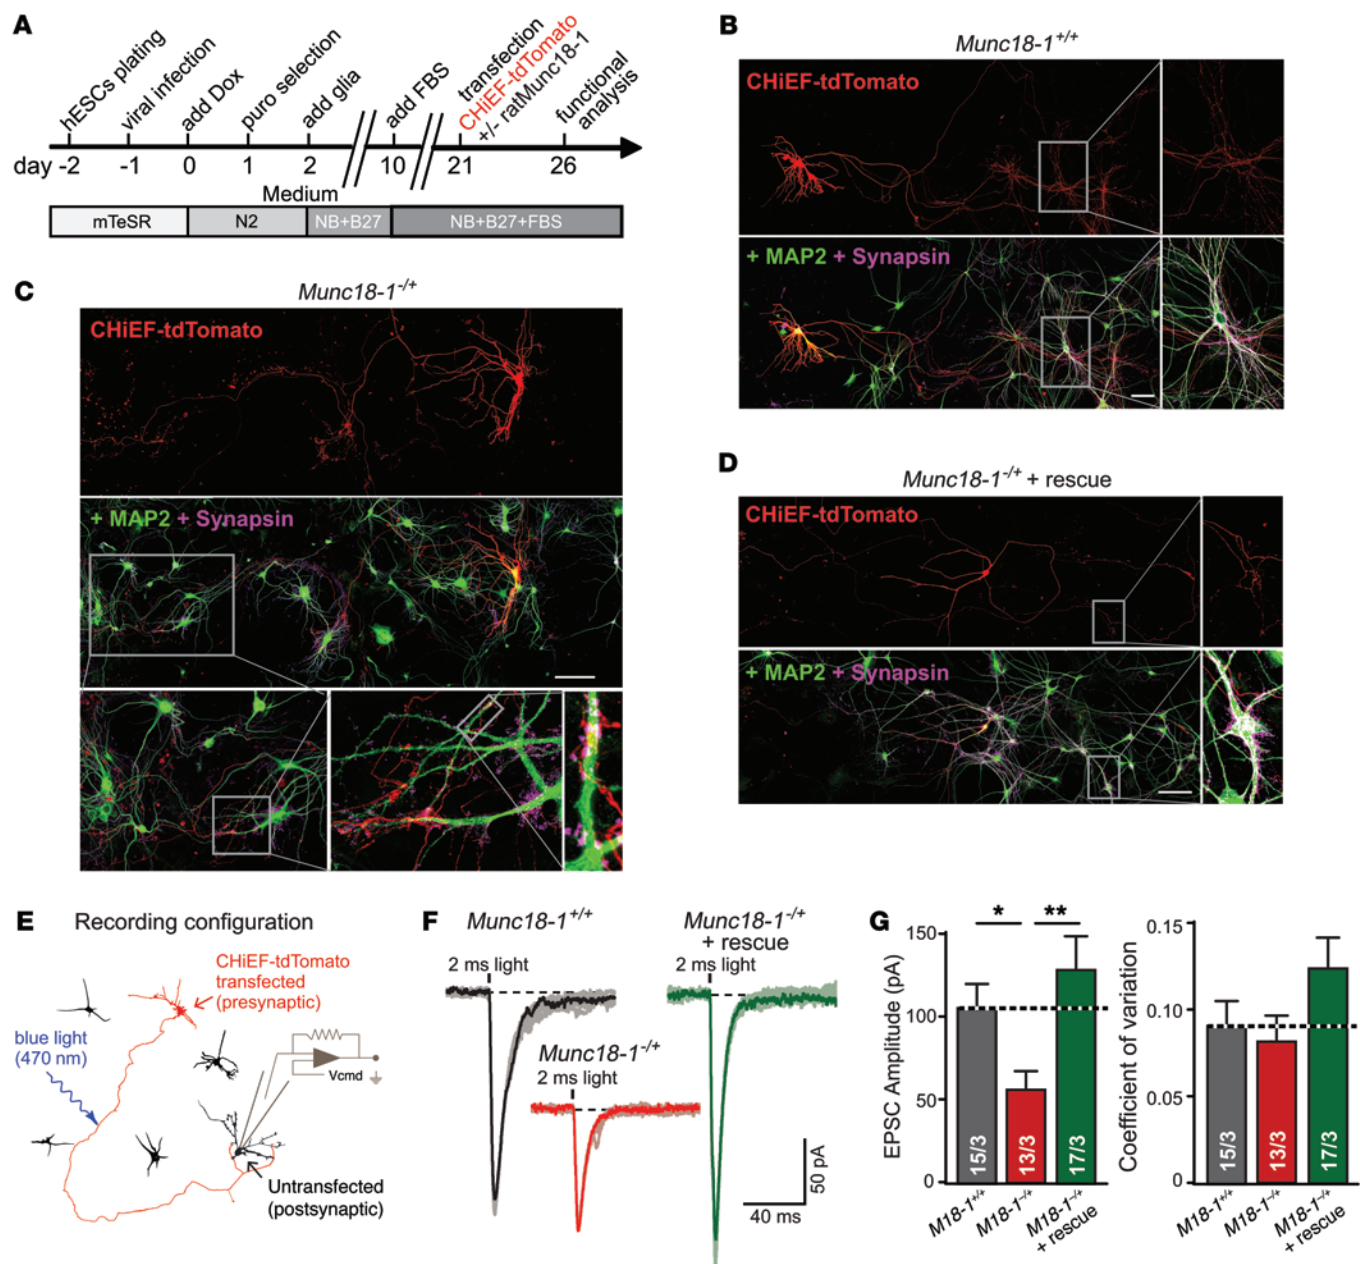 A
hESCs plating
viral infection
add Dox
puro selection
add glia
add FBS
transfection
CHiEF-tdTomato
+/- ratMunc18-1
functional
analysis
day -2 -1 0 1 2 10 21 26
Medium
mTeSR N2 NB+B27 NB+B27+FBS
B
Munc18-1+/+
CHiEF-tdTomato
+ MAP2 + Synapsin
C
Munc18-1-/+
CHiEF-tdTomato
+ MAP2 + Synapsin
D
Munc18-1-/+ + rescue
CHiEF-tdTomato
+ MAP2 + Synapsin
E Recording configuration
CHiEF-tdTomato
transfected
(presynaptic)
blue light
(470 nm)
Vcmd
Untransfected
(postsynaptic)
F
Munc18-1+/+
2 ms light
Munc18-1-/+
+ rescue
2 ms light
Munc18-1-/+
2 ms light
50 pA
40 ms
G
EPSC Amplitude (pA)
150
100
50
0
* **
15/3 13/3 17/3
M18-1+/+
M18-1-/+
M18-1-/+
+ rescue
Coefficient of variation
0.15
0.10
0.05
0
15/3 13/3 17/3
M18-1+/+
M18-1-/+
M18-1-/+
+ rescue